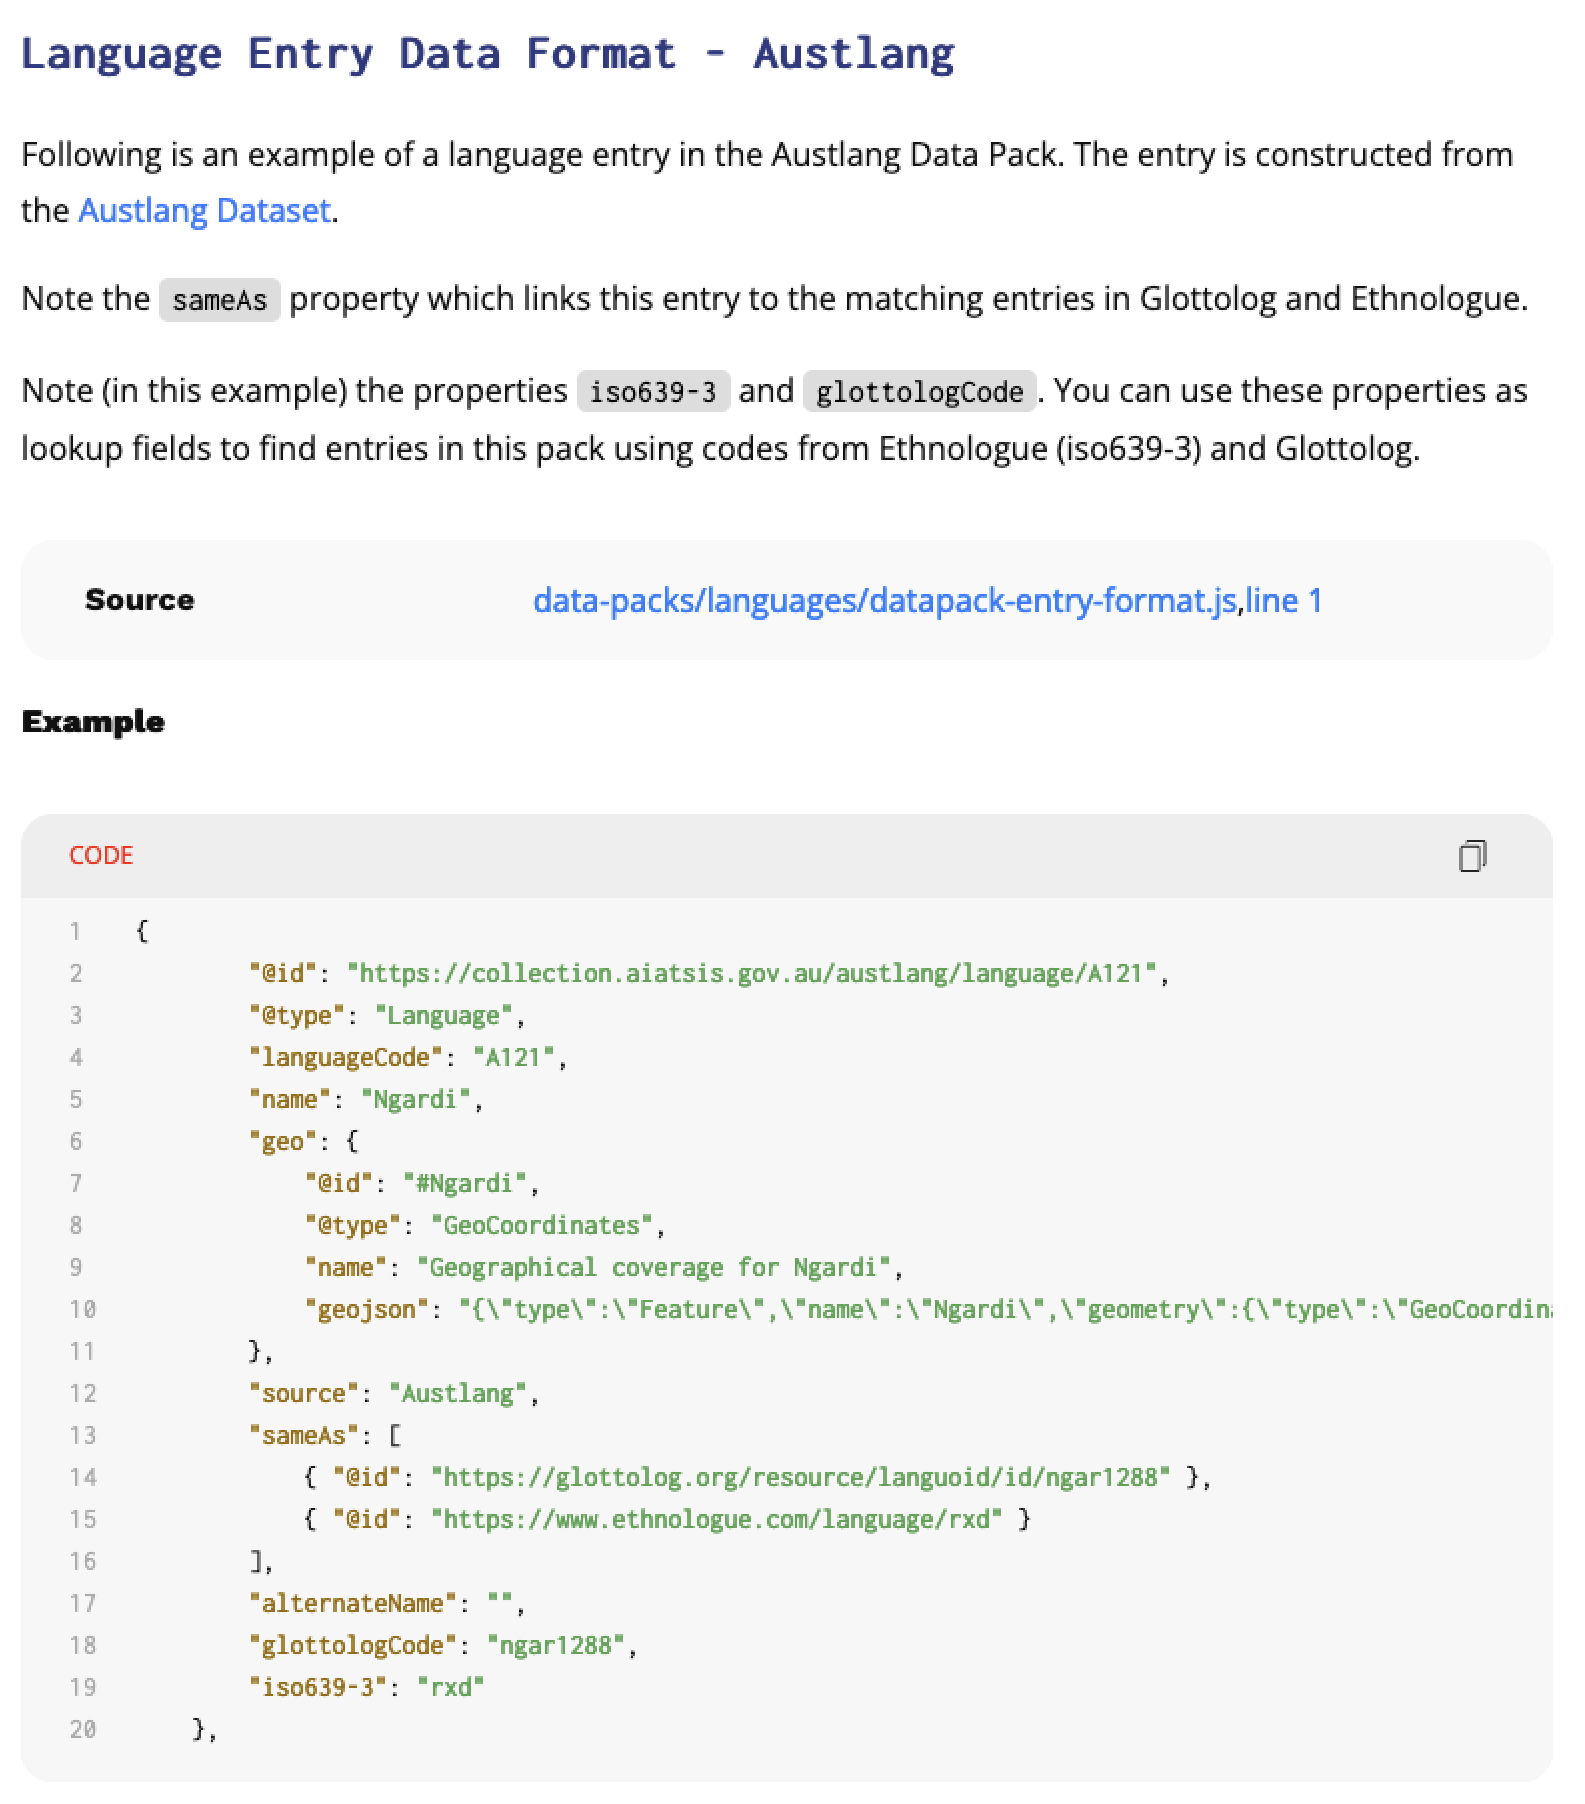 Language Entry Data Format - Austlang
Following is an example of a language entry in the Austlang Data Pack. The entry is constructed from
the Austlang Dataset.
Note the sameAs property which links this entry to the matching entries in Glottolog and Ethnologue.
Note (in this example) the properties iso639-3 and glottologCode. You can use these properties as
lookup fields to find entries in this pack using codes from Ethnologue (iso639-3) and Glottolog.
Source data-packs/languages/datapack-entry-format.js,line 1
Example
CODE
1 {
2 "@id": "https://collection.aiatsis.gov.au/austlang/language/A121",
3 "@type": "Language",
4 "languageCode": "A121",
5 "name": "Ngardi",
6 "geo": {
7 "@id": "#Ngardi",
8 "@type": "GeoCoordinates",
9 "name": "Geographical coverage for Ngardi",
10 "geojson": "{\"type\":\"Feature\",\"name\":\"Ngardi\",\"geometry\":{\"type\":\"GeoCoordin
11 },
12 "source": "Austlang",
13 "sameAs": [
14 { "@id": "https://glottolog.org/resource/languoid/id/ngar1288" },
15 { "@id": "https://www.ethnologue.com/language/rxd" }
16 ],
17 "alternateName": "",
18 "glottologCode": "ngar1288",
19 "iso639-3": "rxd"
20 },